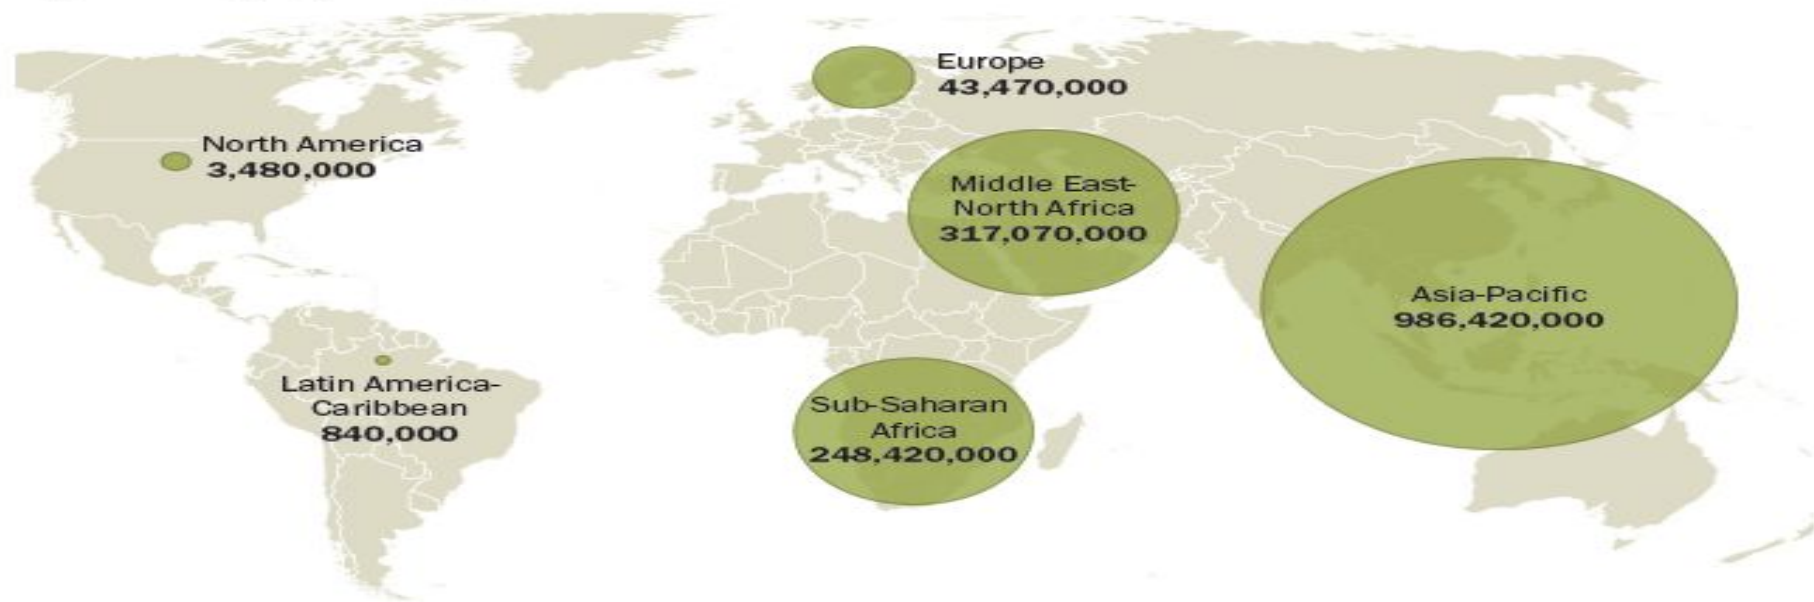 Europe
43,470,000
North America
3,480,000
Middle East-
North Africa
317,070,000
Asia-Pacific
986,420,000
Latin America-
Caribbean
840,000
Sub-Saharan
Africa
248,420,000